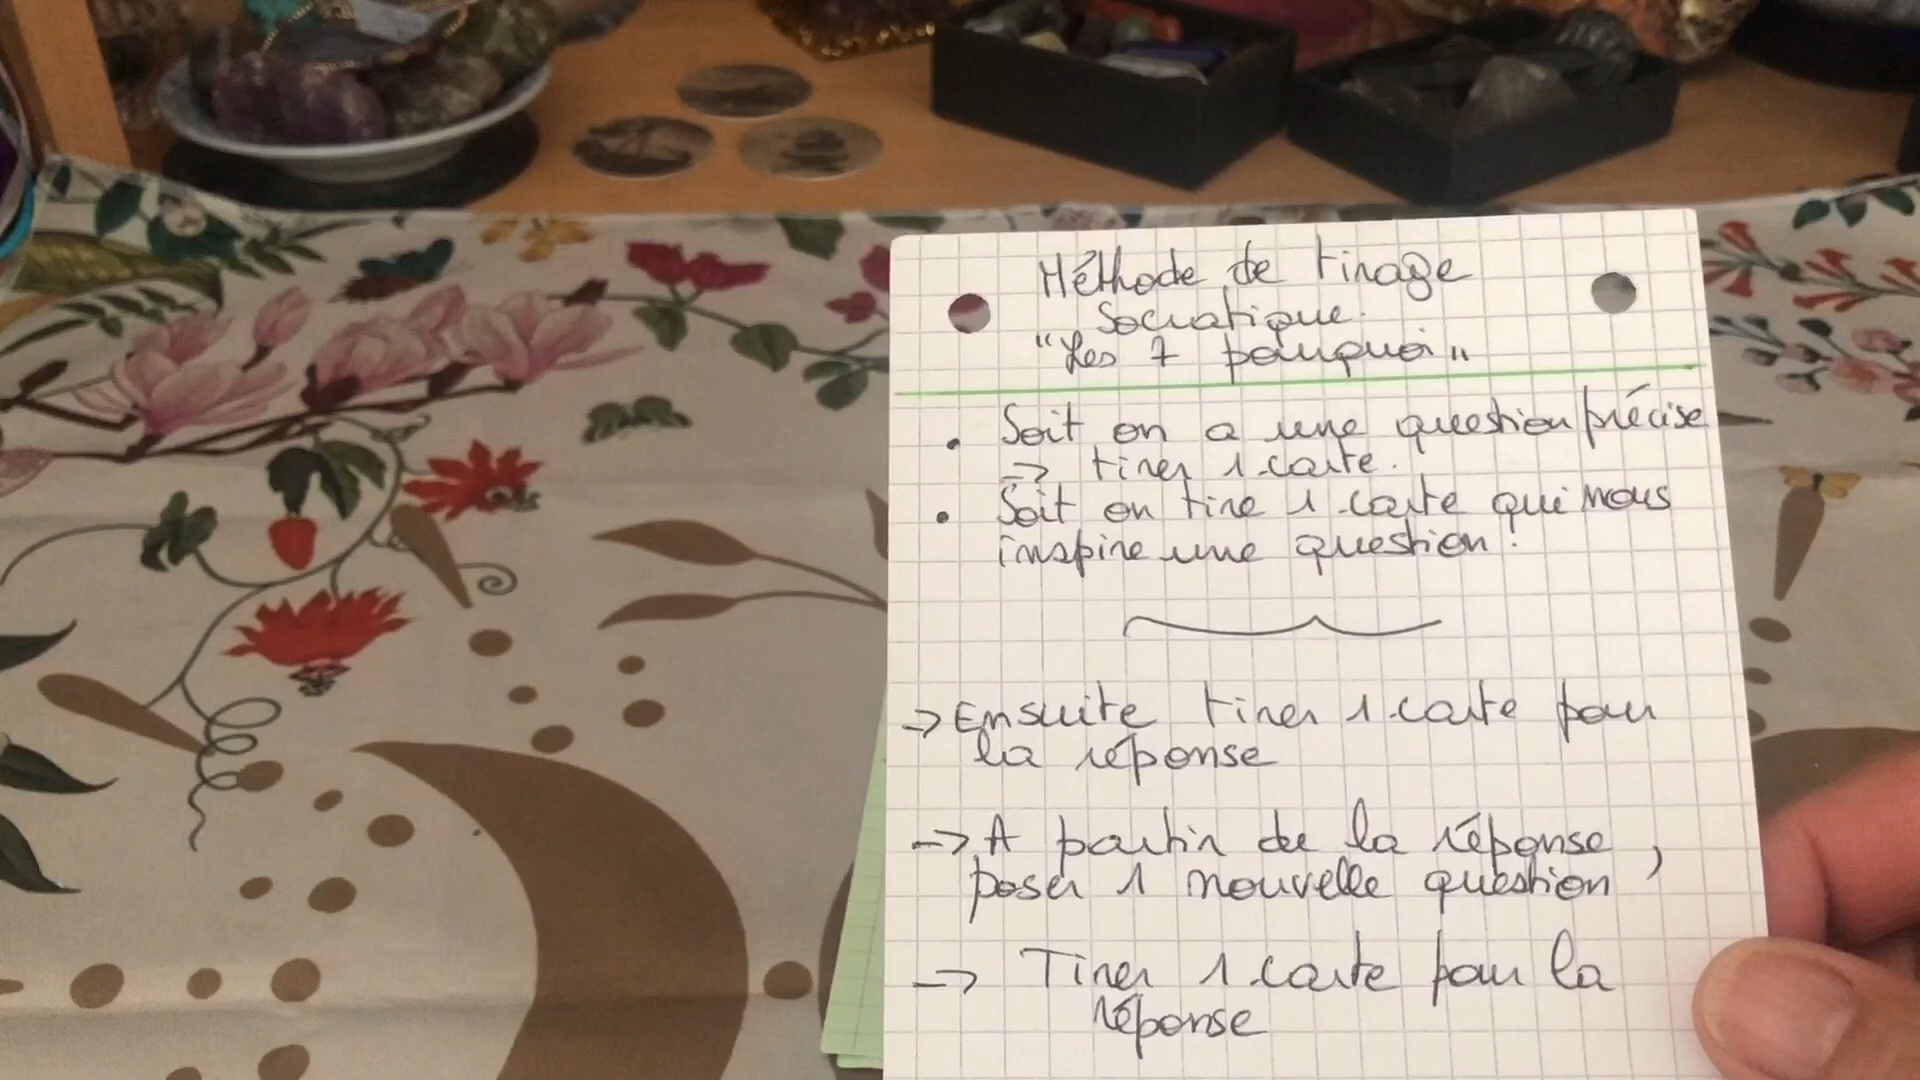 Méthode de tirage
Socratique.
"Les 7 pourquoi"
• Soit on a une question précise
=> tirer 1 carte.
• Soit on tire 1 carte qui nous
inspire une question!
-> Ensuite tirer 1 carte pour
la réponse
-> A partir de la réponse,
poser 1 nouvelle question
-> Tirer 1 carte pour la
réponse